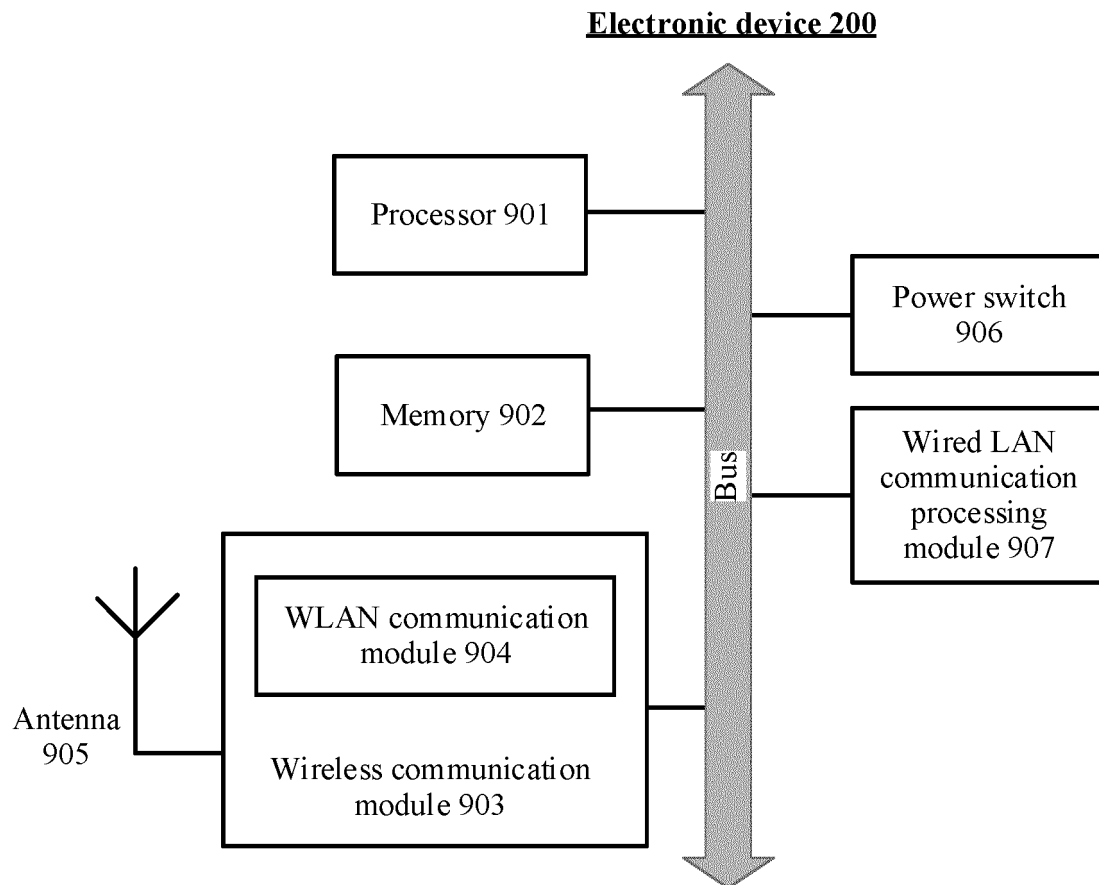 Electronic device 200
Processor 901
Power switch
906
Memory 902
Wired LAN
communication
processing
module 907
Bus
WLAN communication
module 904
Antenna
905
Wireless communication
module 903